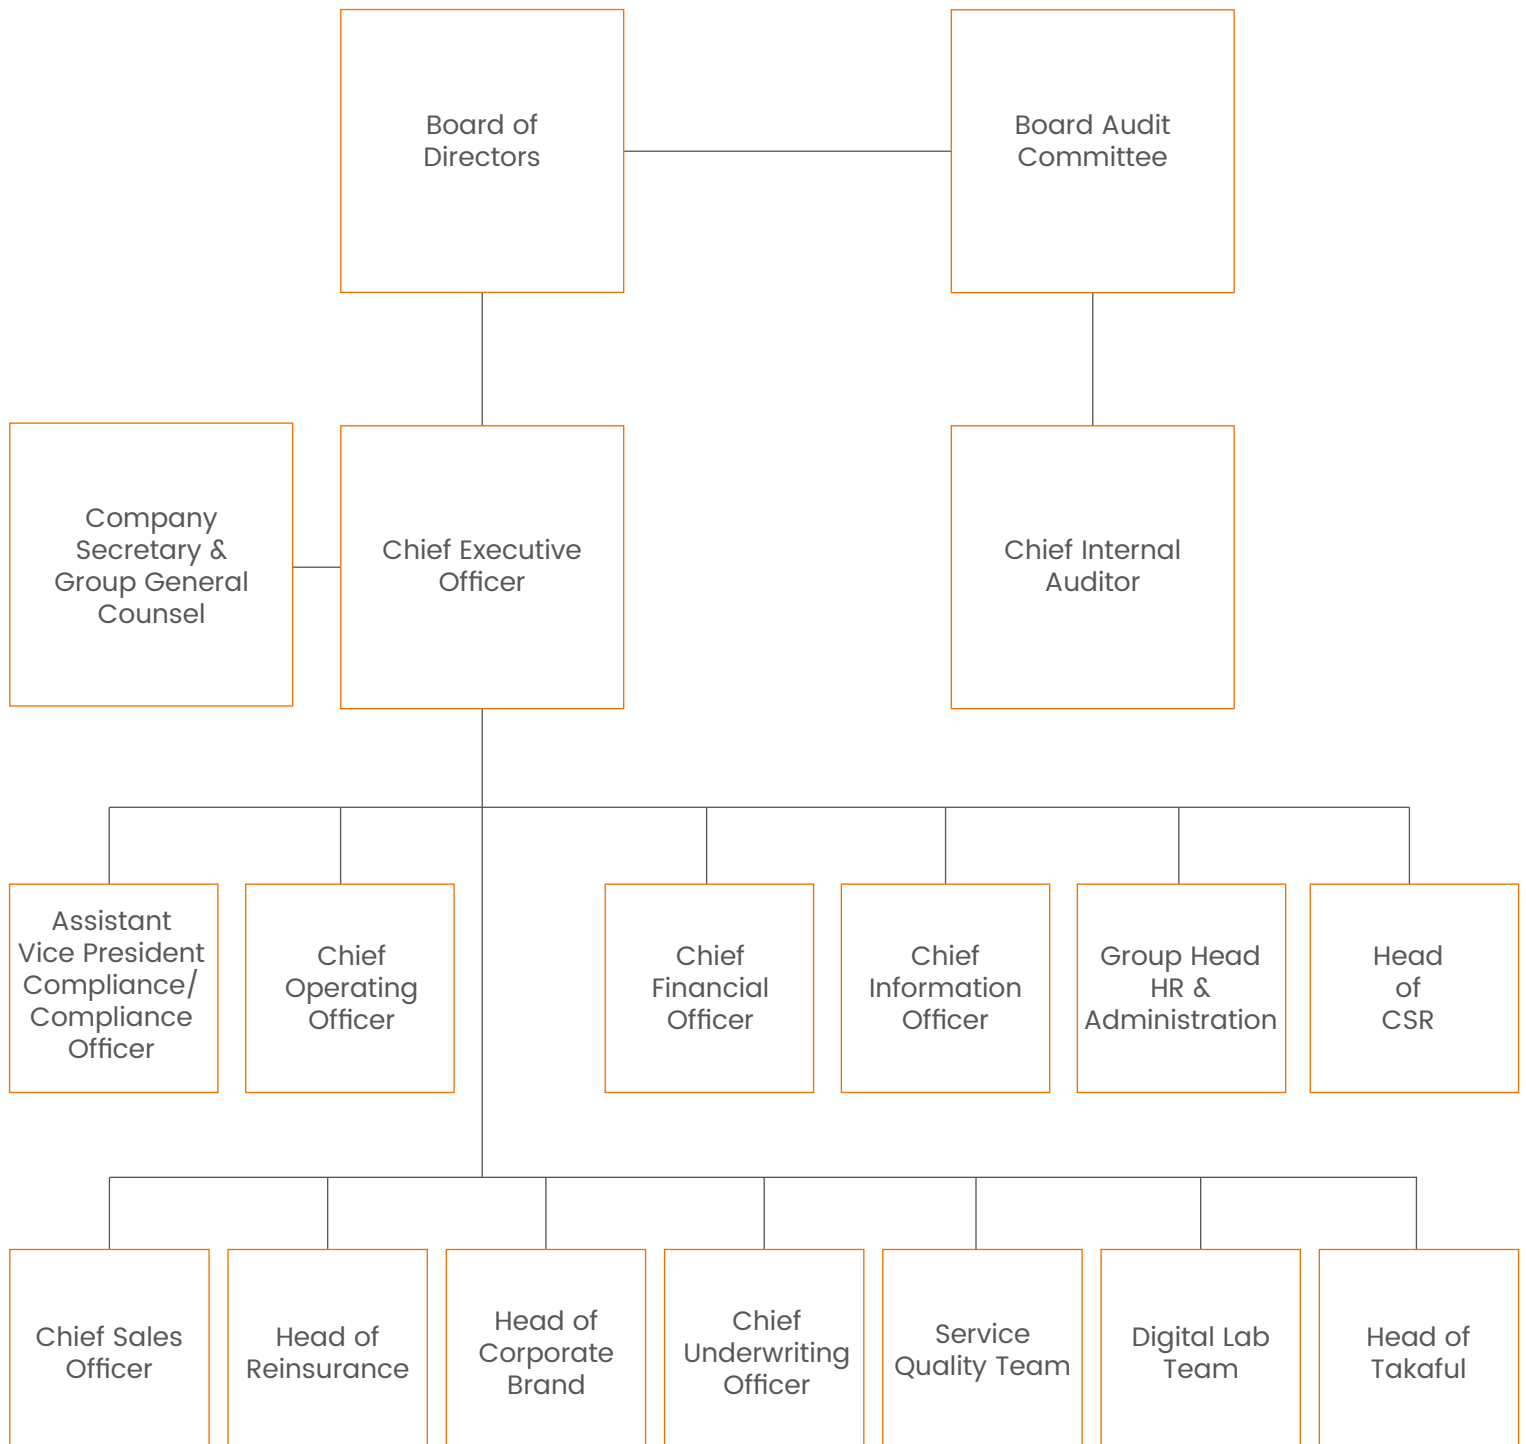 Board of
Directors
Board Audit
Committee
Company
Secretary &
Group General
Counsel
Chief Executive
Officer
Chief Internal
Auditor
Assistant
Vice President
Compliance/
Compliance
Officer
Chief
Operating
Officer
Chief
Financial
Officer
Chief
Information
Officer
Group Head
HR &
Administration
Head
of
CSR
Chief Sales
Officer
Head of
Reinsurance
Head of
Corporate
Brand
Chief
Underwriting
Officer
Service
Quality Team
Digital Lab
Team
Head of
Takaful